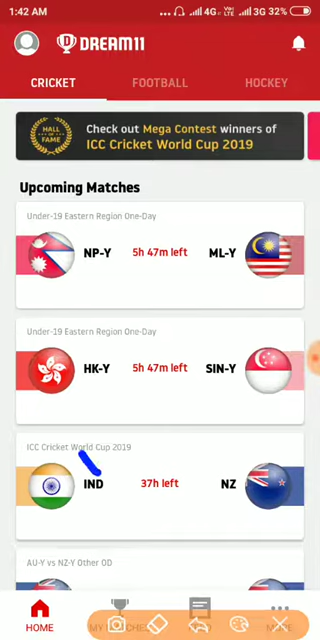 1:42 AM 4G VoLTE 3G 32%
DREAM11
CRICKET FOOTBALL HOCKEY
HALL OF FAME
Check out Mega Contest winners of
ICC Cricket World Cup 2019
Upcoming Matches
Under-19 Eastern Region One-Day
NP-Y 5h 47m left ML-Y
Under-19 Eastern Region One-Day
HK-Y 5h 47m left SIN-Y
ICC Cricket World Cup 2019
IND 37h left NZ
AU-Y vs NZ-Y Other OD
HOME